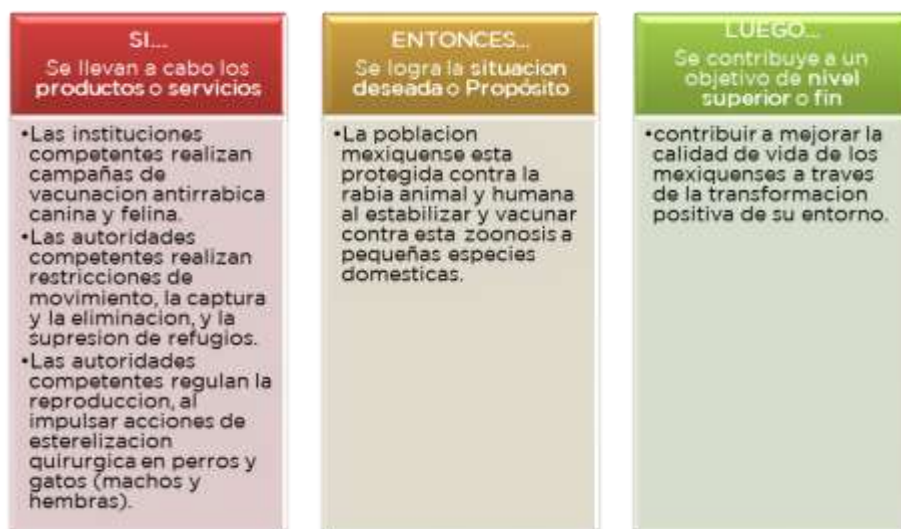 SI...
Se llevan a cabo los
productos o servicios
•Las instituciones
competentes realizan
campañas de
vacunacion antirrabica
canina y felina.
•Las autoridades
competentes realizan
restricciones de
movimiento, la captura
y la eliminacion, y la
supresion de refugios.
•Las autoridades
competentes regulan la
reproduccion, al
impulsar acciones de
esterelizacion
quirurgica en perros y
gatos (machos y
hembras).
ENTONCES...
Se logra la situacion
deseada o Propósito
•La poblacion
mexiquense esta
protegida contra la
rabia animal y humana
al estabilizar y vacunar
contra esta zoonosis a
pequeñas especies
domesticas.
LUEGO...
Se contribuye a un
objetivo de nivel
superior o fin
•contribuir a mejorar la
calidad de vida de los
mexiquenses a traves
de la transformacion
positiva de su entorno.